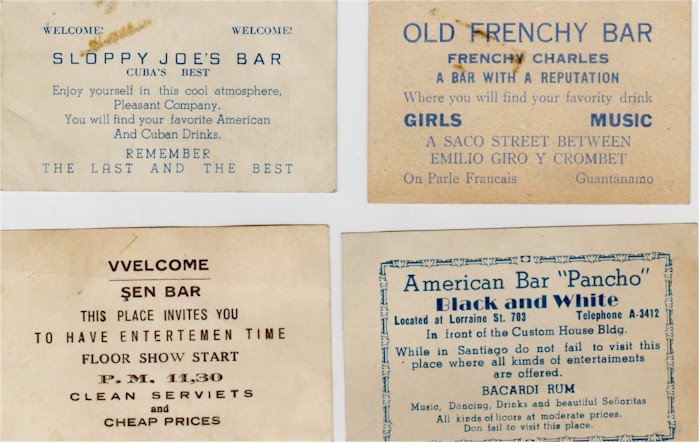 WELCOME! WELCOME!
SLOPPY JOE'S BAR
CUBA'S BEST
Enjoy yourself in this cool atmosphere,
Pleasant Company.
You will find your favorite American
And Cuban Drinks.
REMEMBER
THE LAST AND THE BEST
OLD FRENCHY BAR
FRENCHY CHARLES
A BAR WITH A REPUTATION
Where you will find your favority drink
GIRLS MUSIC
A SACO STREET BETWEEN
EMILIO GIRO Y CROMBET
On Parle Francais Guantánamo
VVELCOME
ŞEN BAR
THIS PLACE INVITES YOU
TO HAVE ENTERTEMEN TIME
FLOOR SHOW START
P. M. 11,30
CLEAN SERVIETS
and
CHEAP PRICES
American Bar "Pancho"
Black and White
Located at Lorraine St. 703 Telephone A-3412
In front of the Custom House Bldg.
While in Santiago do not fail to visit this
place where all kinds of entertaiments
are offered.
BACARDI RUM
Music, Dancing, Drinks and beautiful Señoritas
All kinds of licors at moderate prices.
Don fail to visit this place.